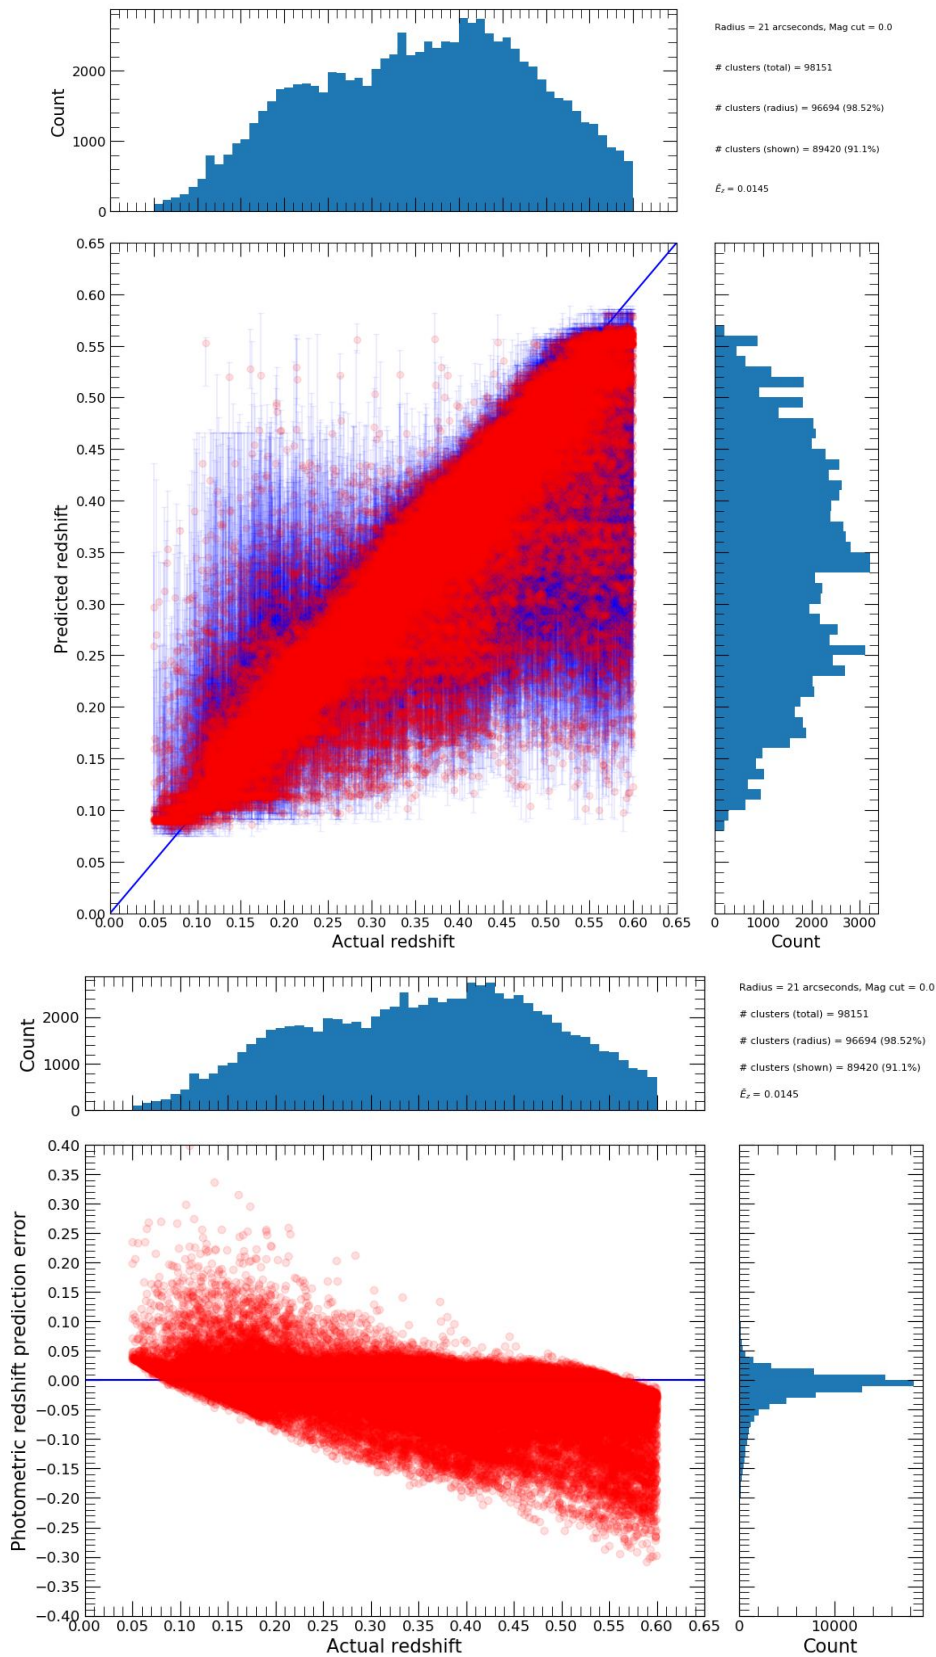 2000
1000
0
Count
Radius = 21 arcseconds, Mag cut = 0.0
# clusters (total) = 98151
# clusters (radius) = 96694 (98.52%)
# clusters (shown) = 89420 (91.1%)
Ēz = 0.0145
0.65
0.60
0.55
0.50
0.45
0.40
0.35
0.30
0.25
0.20
0.15
0.10
0.05
0.00
Predicted redshift
0.00 0.05 0.10 0.15 0.20 0.25 0.30 0.35 0.40 0.45 0.50 0.55 0.60 0.65
Actual redshift
0 1000 2000 3000
Count
2000
1000
0
Count
Radius = 21 arcseconds, Mag cut = 0.0
# clusters (total) = 98151
# clusters (radius) = 96694 (98.52%)
# clusters (shown) = 89420 (91.1%)
Ēz = 0.0145
0.40
0.35
0.30
0.25
0.20
0.15
0.10
0.05
0.00
−0.05
−0.10
−0.15
−0.20
−0.25
−0.30
−0.35
−0.40
Photometric redshift prediction error
0.00 0.05 0.10 0.15 0.20 0.25 0.30 0.35 0.40 0.45 0.50 0.55 0.60 0.65
Actual redshift
0 10000
Count